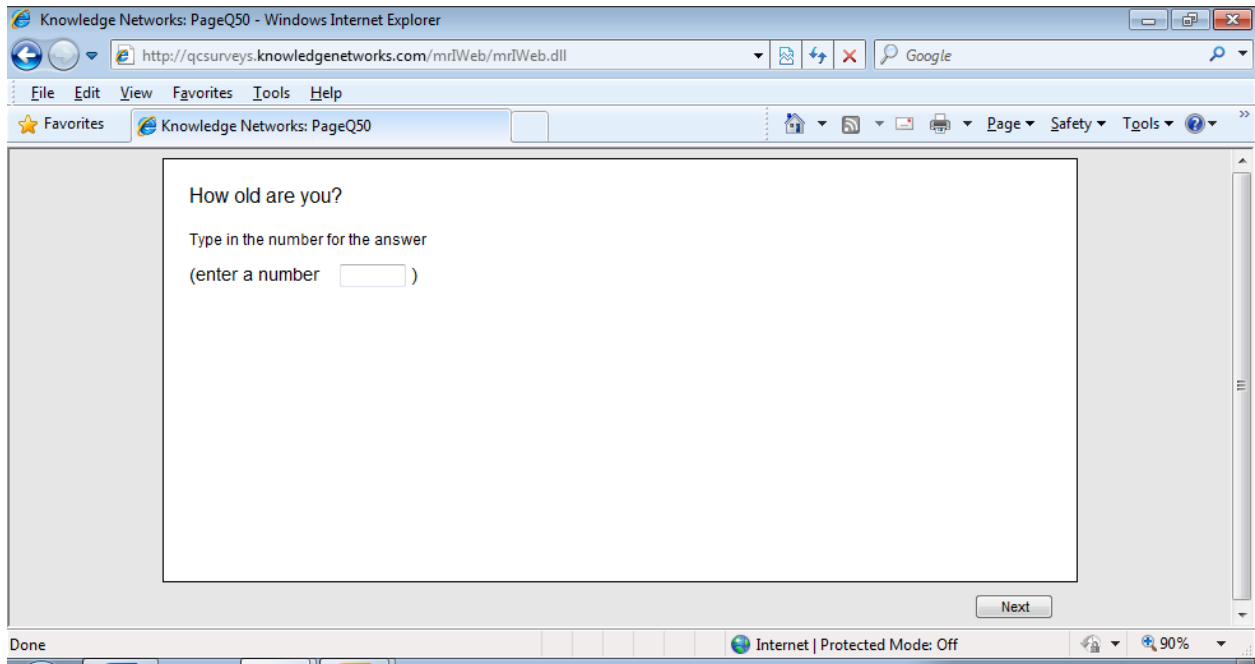 Knowledge Networks: PageQ50 - Windows Internet Explorer
http://qcsurveys.knowledgenetworks.com/mrIWeb/mrIWeb.dll
Google
File Edit View Favorites Tools Help
Favorites Knowledge Networks: PageQ50 Page Safety Tools
How old are you?
Type in the number for the answer
(enter a number )
Next
Done Internet | Protected Mode: Off 90%